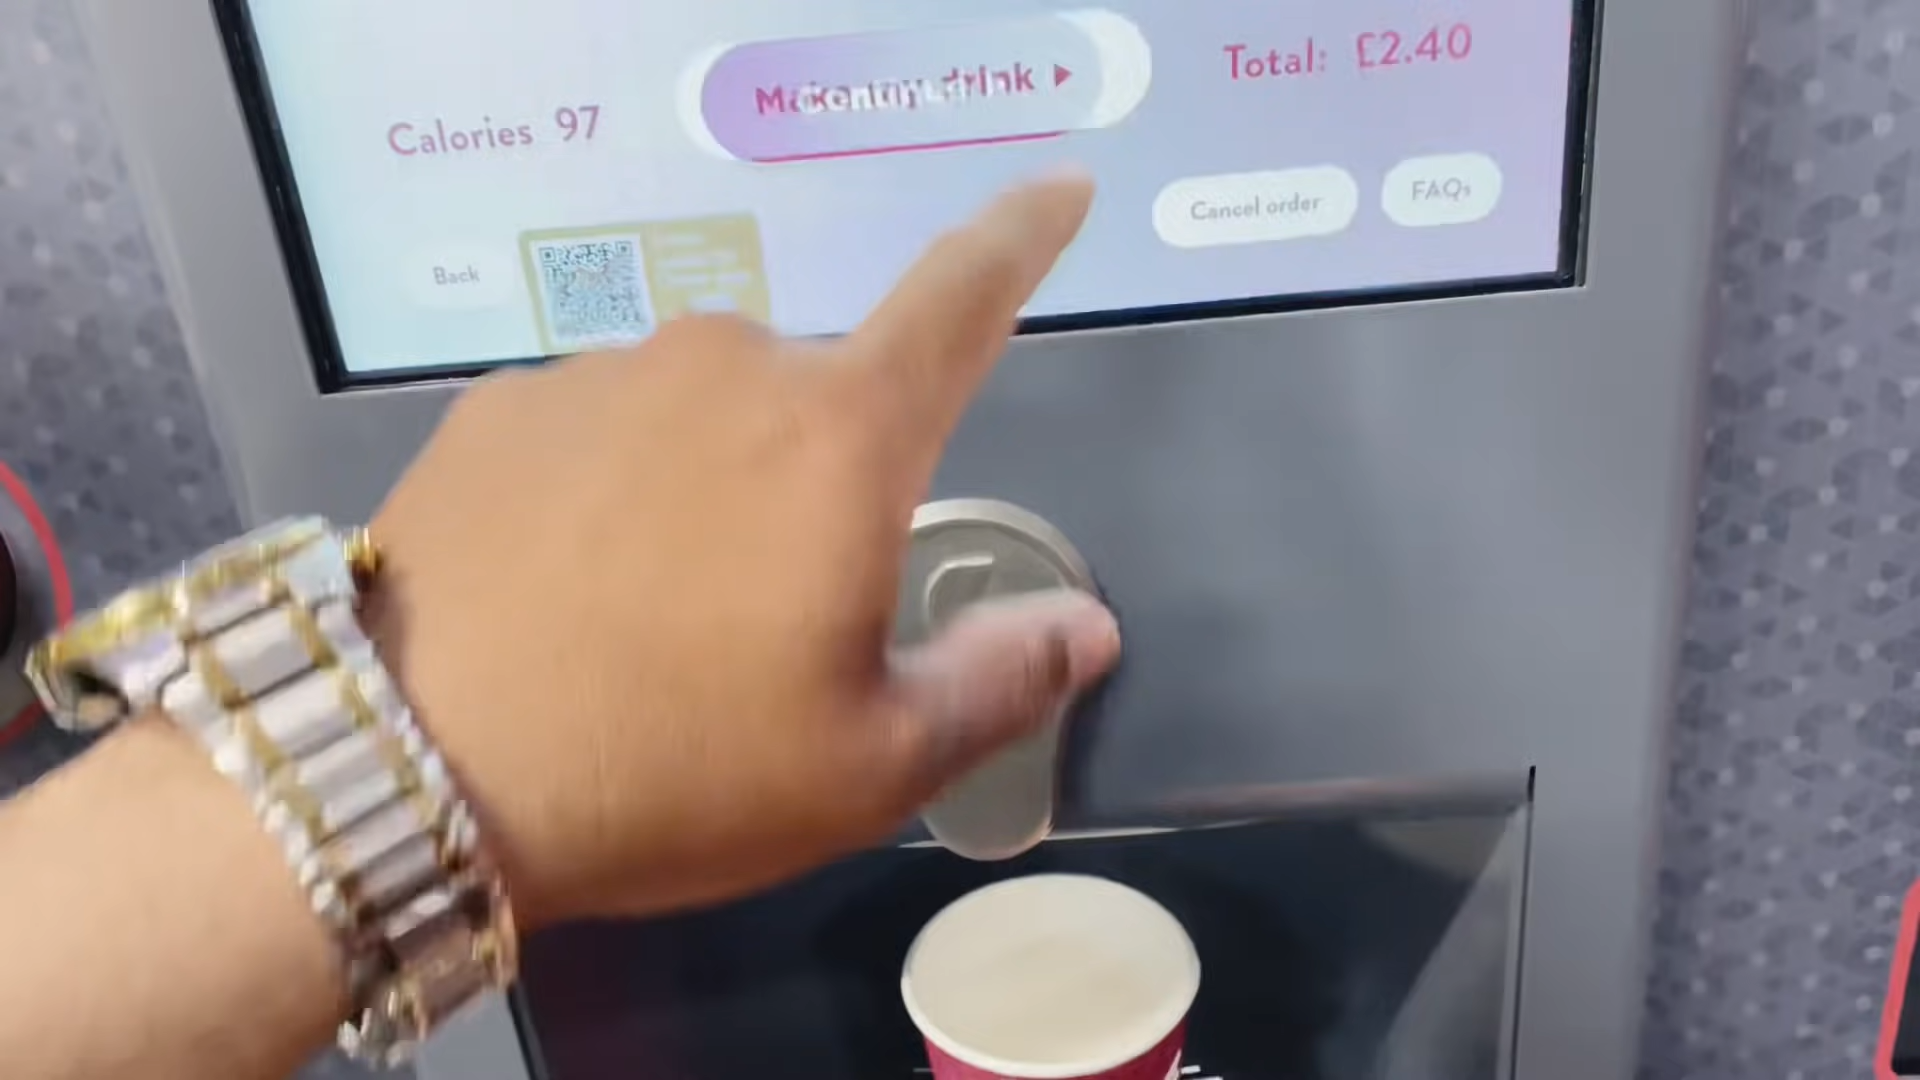 Make my drink
Total: £2.40
Calories 97
Cancel order
FAQs
Back